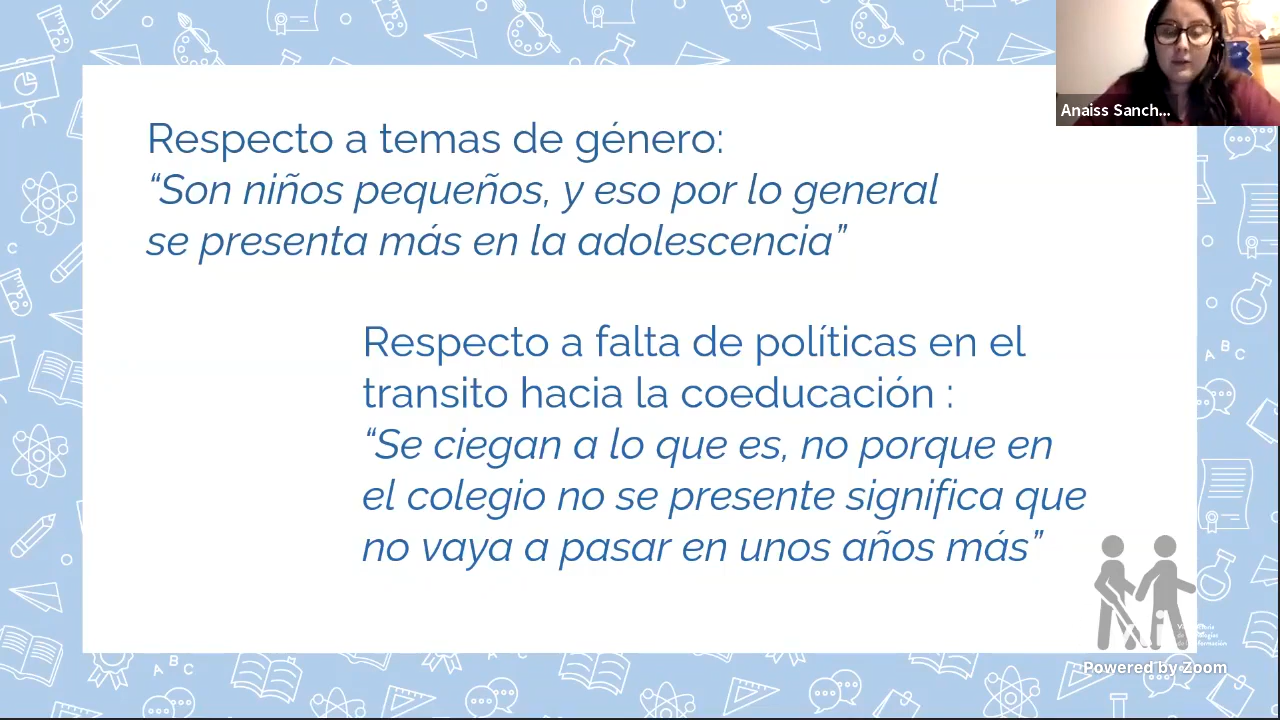 Anaiss Sanch...
Respecto a temas de género:
“Son niños pequeños, y eso por lo general
se presenta más en la adolescencia”
Respecto a falta de políticas en el
transito hacia la coeducación :
“Se ciegan a lo que es, no porque en
el colegio no se presente significa que
no vaya a pasar en unos años más”
Powered by Zoom
A B C
A B C